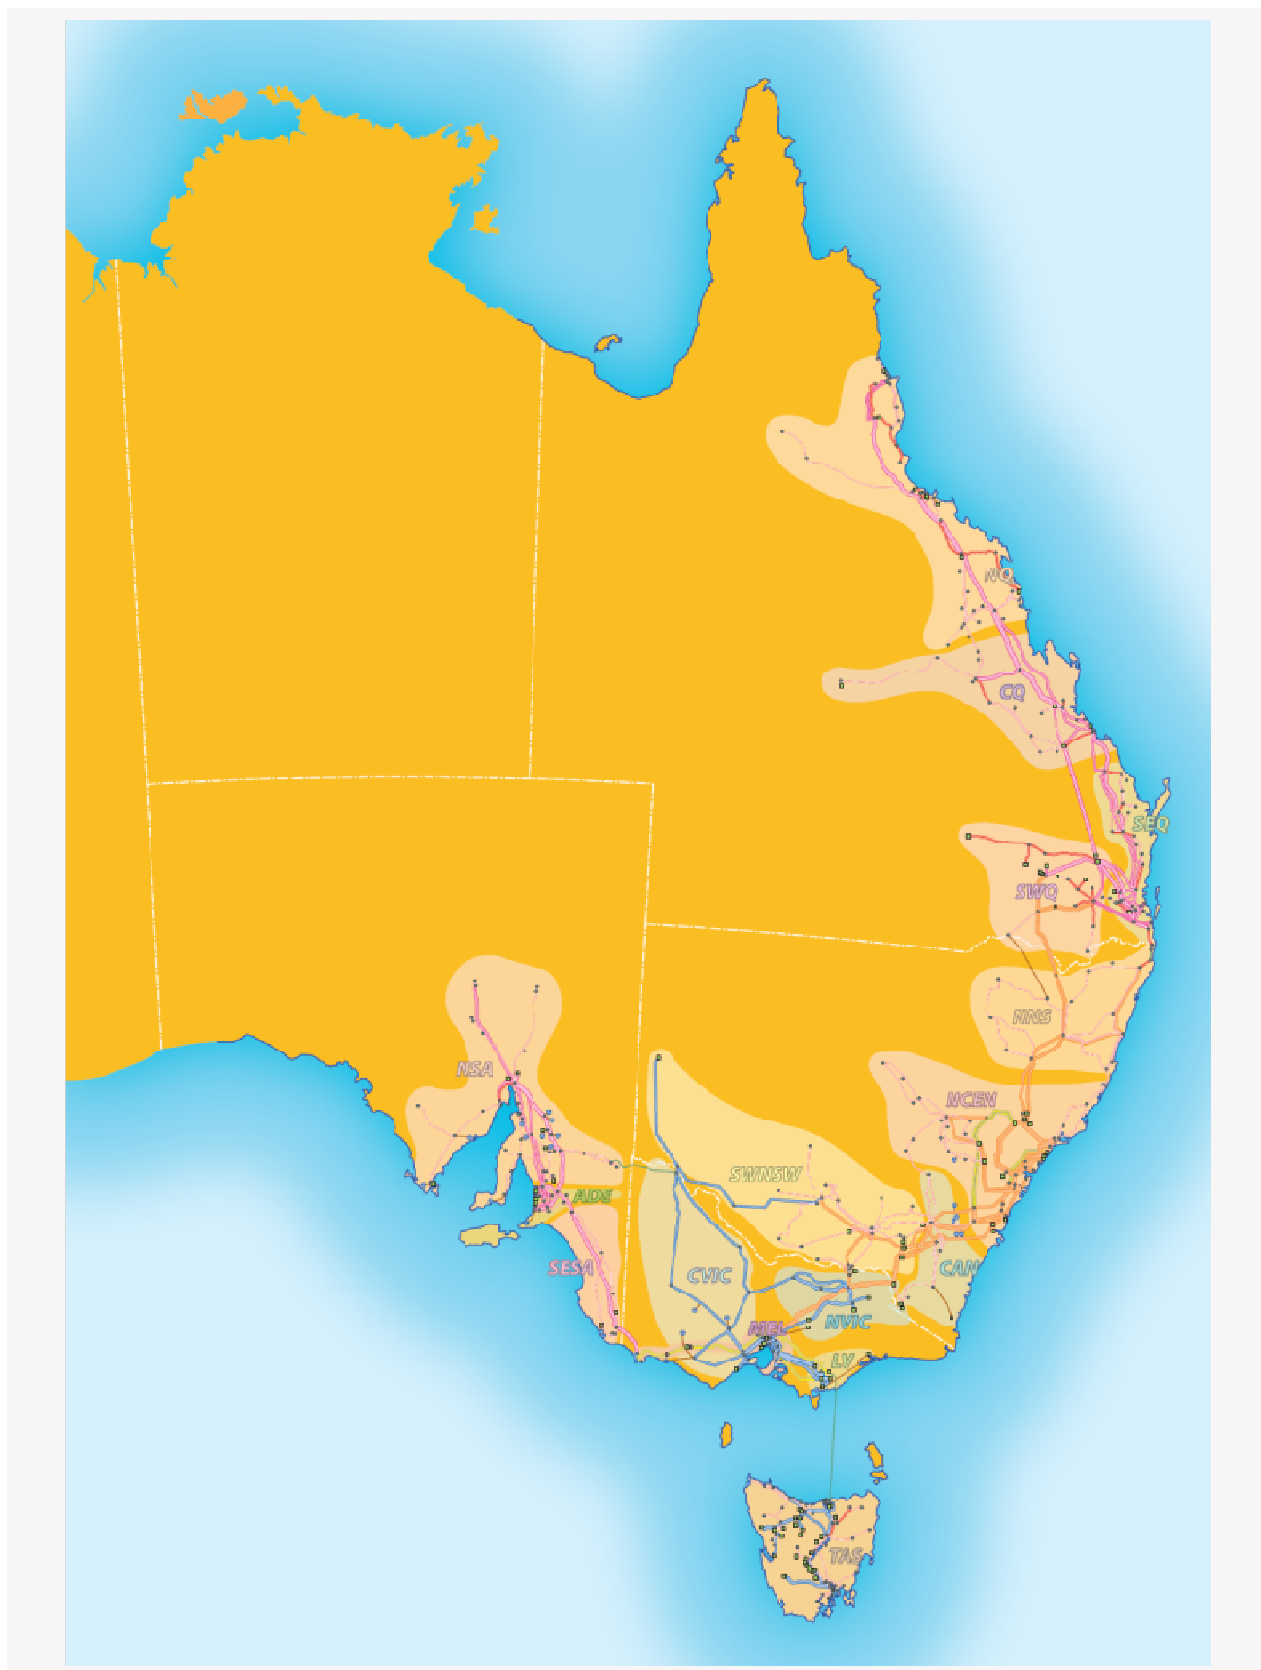 NQ
CQ
SEQ
SWQ
NNS
NSA
NCEN
SWNSW
ADE
SESA
CVIC
CAN
MEL
NVIC
LV
TAS